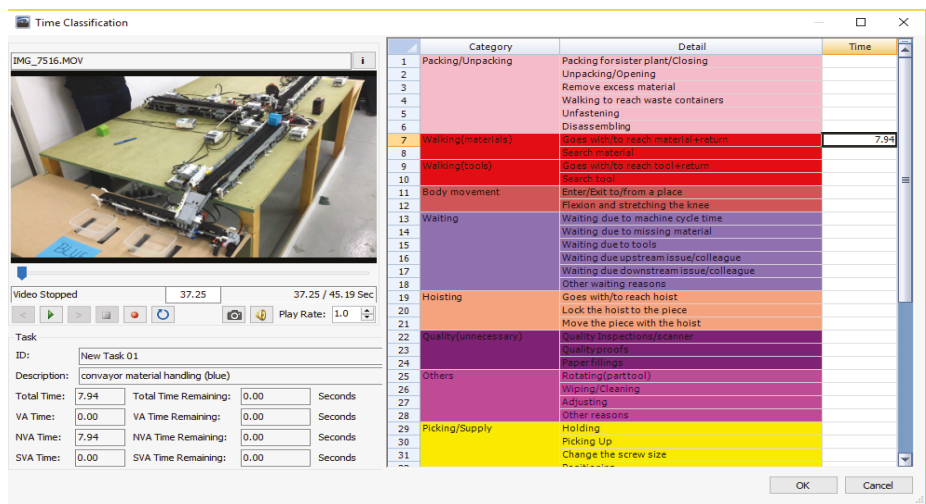 Time Classification
IMG_7516.MOV
i
BLUE
Video Stopped 37.25 37.25 / 45.19 Sec
Play Rate: 1.0
Task
ID: New Task 01
Description: convayor material handling (blue)
Total Time: 7.94 Total Time Remaining: 0.00 Seconds
VA Time: 0.00 VA Time Remaining: 0.00 Seconds
NVA Time: 7.94 NVA Time Remaining: 0.00 Seconds
SVA Time: 0.00 SVA Time Remaining: 0.00 Seconds
Category Detail Time
1 Packing/Unpacking Packing forsister plant/Closing
2 Unpacking/Opening
3 Remove excess material
4 Walking to reach waste containers
5 Unfastening
6 Disassembling
7 Walking(materials) Goes with/to reach material+return 7.94
8 Search material
9 Walking(tools) Goes with/to reach tool+return
10 Search tool
11 Body movement Enter/Exit to/from a place
12 Flexion and stretching the knee
13 Waiting Waiting due to machine cycle time
14 Waiting due to missing material
15 Waiting due to tools
16 Waiting due upstream issue/colleague
17 Waiting due downstream issue/colleague
18 Other waiting reasons
19 Hoisting Goes with/to reach hoist
20 Lock the hoist to the piece
21 Move the piece with the hoist
22 Quality(unnecessary) Quality Inspections/scanner
23 Quality proofs
24 Paper fillings
25 Others Rotating(parttool)
26 Wiping/Cleaning
27 Adjusting
28 Other reasons
29 Picking/Supply Holding
30 Picking Up
31 Change the screw size
OK Cancel